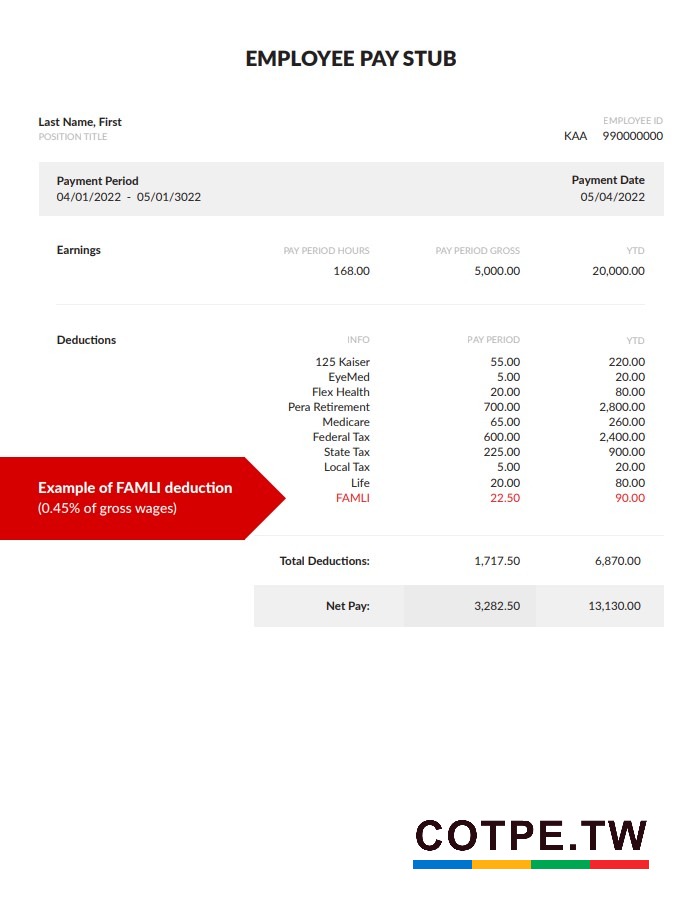 EMPLOYEE PAY STUB
Last Name, First
POSITION TITLE
EMPLOYEE ID
KAA 990000000
Payment Period
04/01/2022 - 05/01/3022
Payment Date
05/04/2022
Earnings PAY PERIOD HOURS PAY PERIOD GROSS YTD
168.00 5,000.00 20,000.00
Deductions INFO PAY PERIOD YTD
125 Kaiser 55.00 220.00
EyeMed 5.00 20.00
Flex Health 20.00 80.00
Pera Retirement 700.00 2,800.00
Medicare 65.00 260.00
Federal Tax 600.00 2,400.00
State Tax 225.00 900.00
Local Tax 5.00 20.00
Life 20.00 80.00
FAMLI 22.50 90.00
Example of FAMLI deduction
(0.45% of gross wages)
Total Deductions: 1,717.50 6,870.00
Net Pay: 3,282.50 13,130.00
COTPE.TW